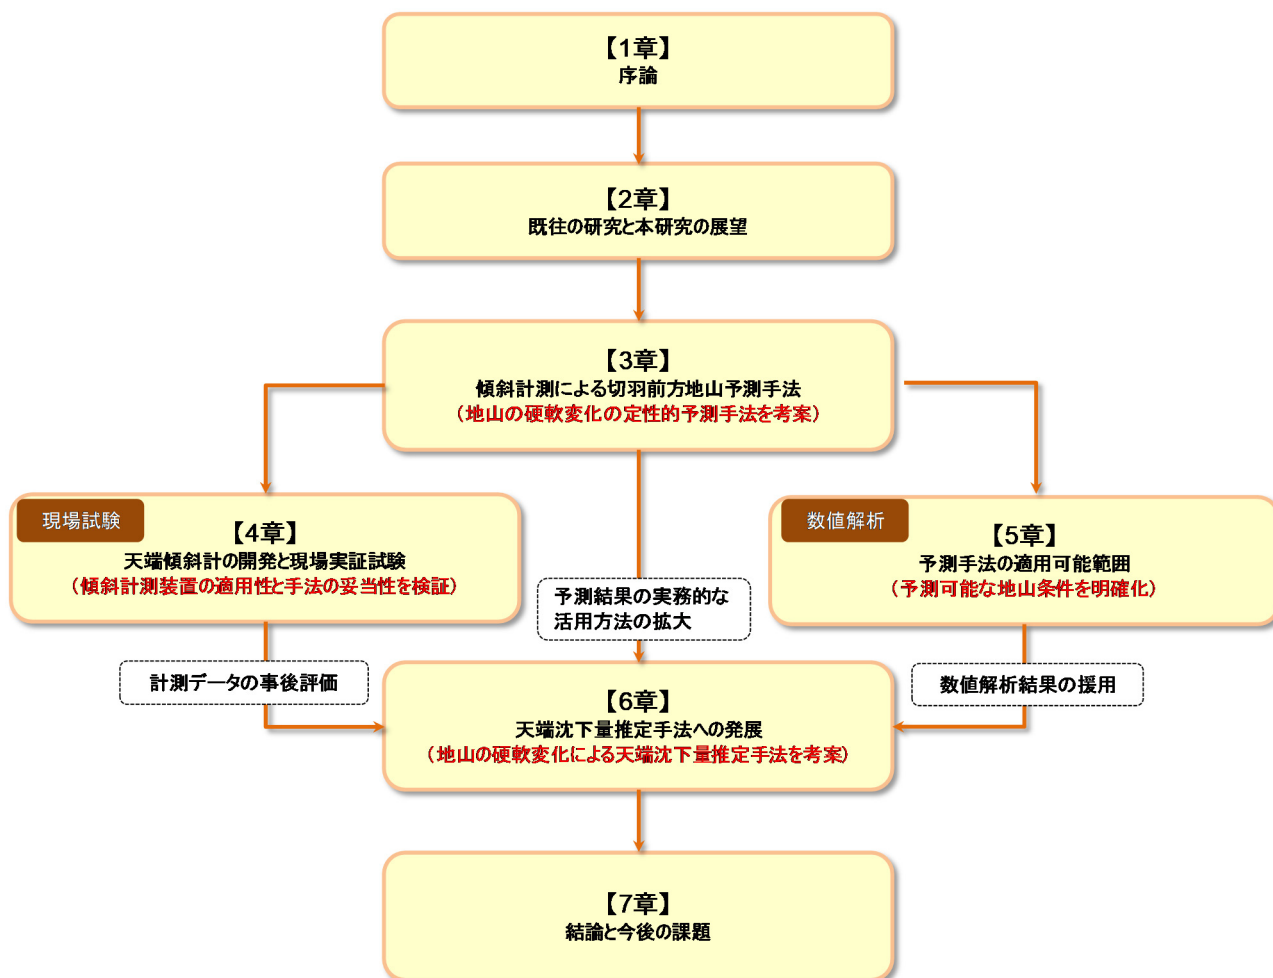 【1章】
序論
【2章】
既往の研究と本研究の展望
【3章】
傾斜計測による切羽前方地山予測手法
（地山の硬軟変化の定性的予測手法を考案）
現場試験
【4章】
天端傾斜計の開発と現場実証試験
（傾斜計測装置の適用性と手法の妥当性を検証）
数値解析
【5章】
予測手法の適用可能範囲
（予測可能な地山条件を明確化）
予測結果の実務的な
活用方法の拡大
計測データの事後評価
数値解析結果の援用
【6章】
天端沈下量推定手法への発展
（地山の硬軟変化による天端沈下量推定手法を考案）
【7章】
結論と今後の課題